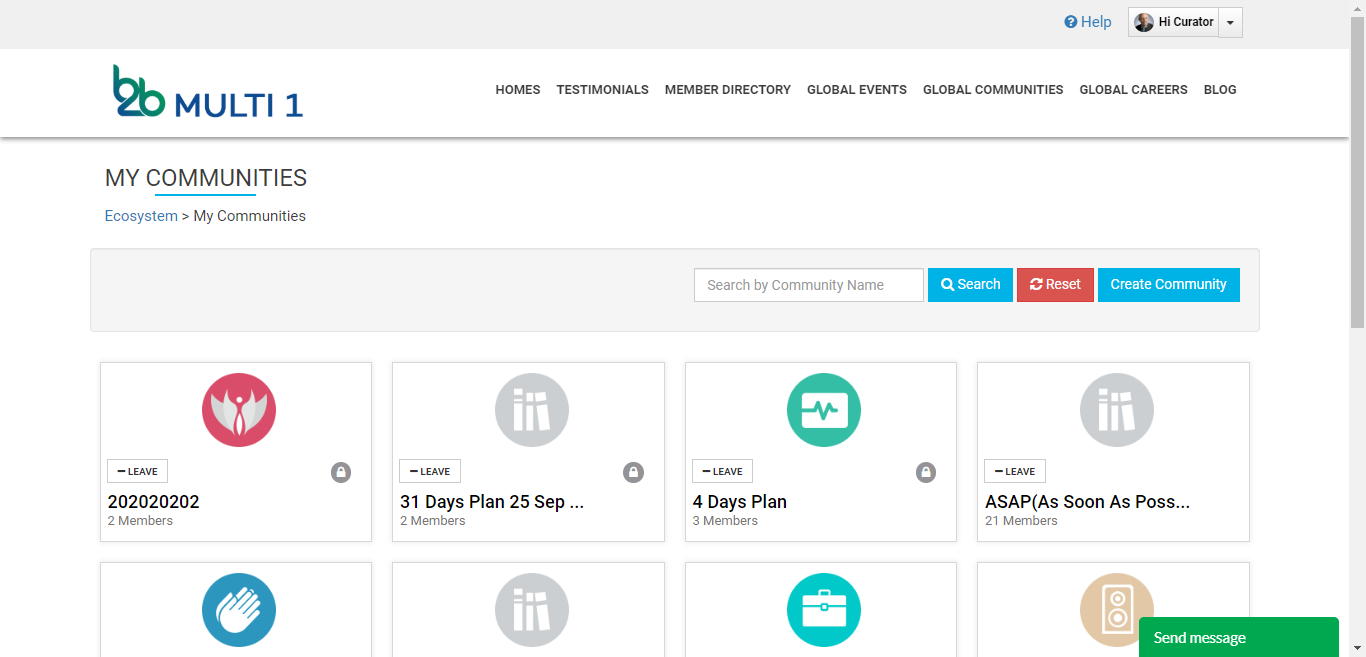 Help
Hi Curator
b2b MULTI 1
HOMES TESTIMONIALS MEMBER DIRECTORY GLOBAL EVENTS GLOBAL COMMUNITIES GLOBAL CAREERS BLOG
MY COMMUNITIES
Ecosystem > My Communities
Search by Community Name Search Reset Create Community
LEAVE
202020202
2 Members
LEAVE
31 Days Plan 25 Sep ...
2 Members
LEAVE
4 Days Plan
3 Members
LEAVE
ASAP(As Soon As Poss...
21 Members
Send message